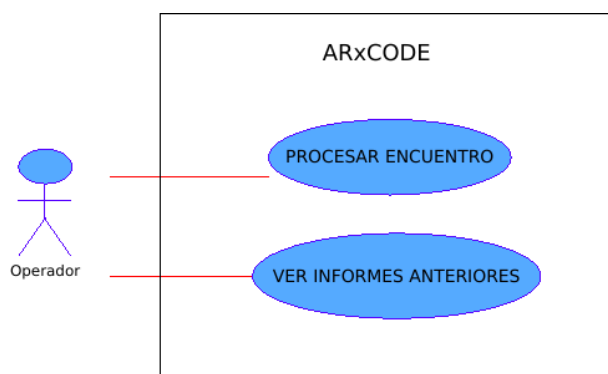 ARxCODE
PROCESAR ENCUENTRO
Operador
VER INFORMES ANTERIORES